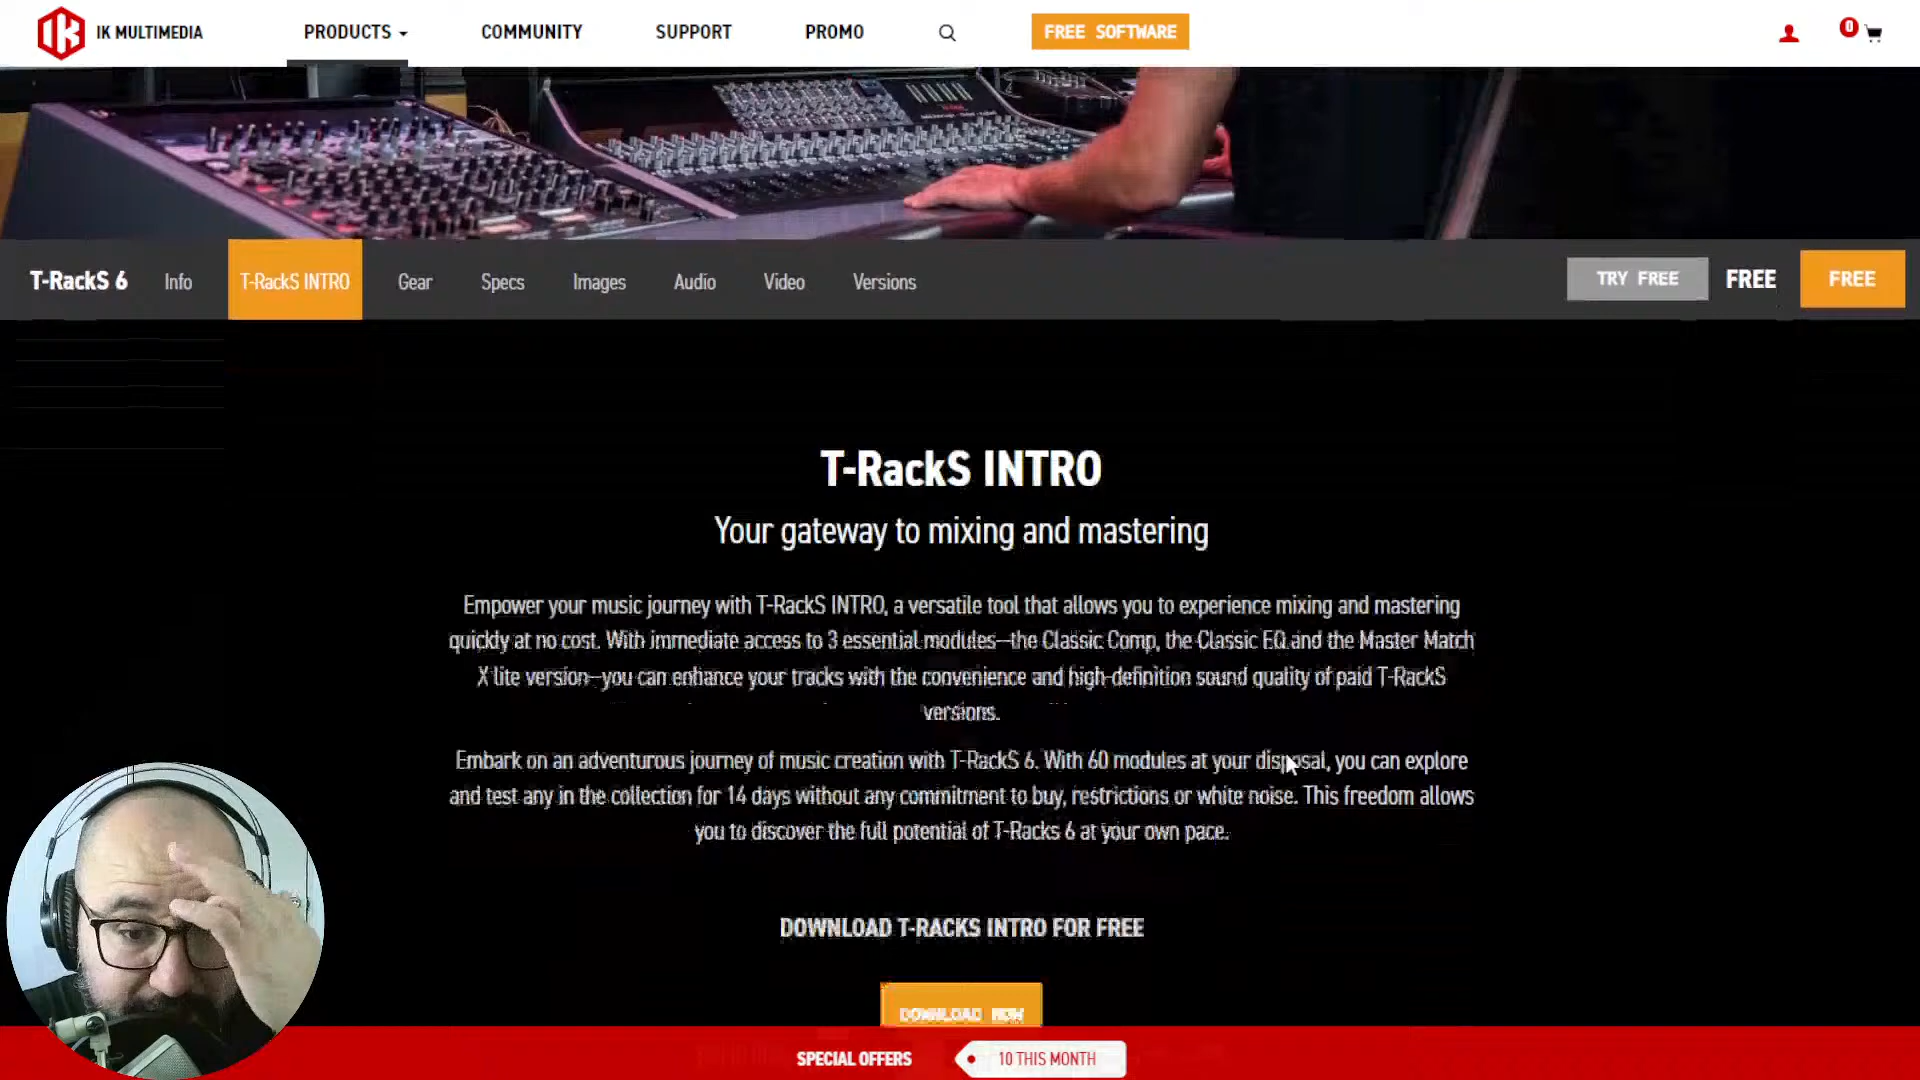 IK MULTIMEDIA
PRODUCTS
COMMUNITY
SUPPORT
PROMO
FREE SOFTWARE
0
T-RackS 6
Info
T-RackS INTRO
Gear
Specs
Images
Audio
Video
Versions
TRY FREE
FREE
FREE
T-RackS INTRO
Your gateway to mixing and mastering
Empower your music journey with T-RackS INTRO, a versatile tool that allows you to experience mixing and mastering
quickly at no cost. With immediate access to 3 essential modules—the Classic Comp, the Classic EQ and the Master Match
X lite version—you can enhance your tracks with the convenience and high-definition sound quality of paid T-RackS
versions.
Embark on an adventurous journey of music creation with T-RackS 6. With 60 modules at your disposal, you can explore
and test any in the collection for 14 days without any commitment to buy, restrictions or white noise. This freedom allows
you to discover the full potential of T-Racks 6 at your own pace.
DOWNLOAD T-RACKS INTRO FOR FREE
DOWNLOAD NOW
SPECIAL OFFERS
10 THIS MONTH